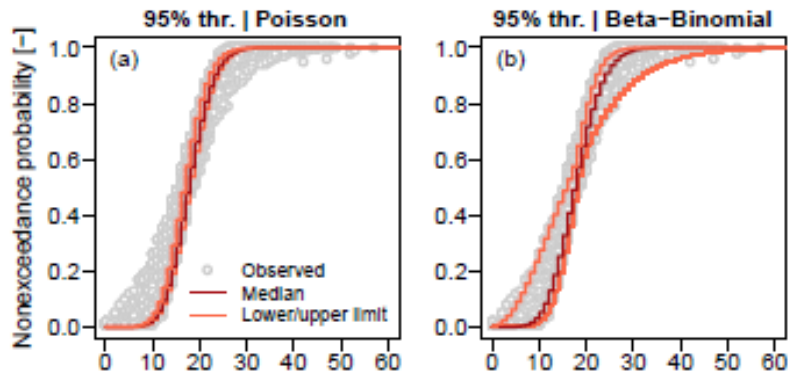 95% thr. | Poisson
95% thr. | Beta−Binomial
Nonexceedance probability [−]
(a)
1.0
0.8
0.6
0.4
0.2
0.0
Observed
Median
Lower/upper limit
0 10 20 30 40 50 60
(b)
1.0
0.8
0.6
0.4
0.2
0.0
0 10 20 30 40 50 60